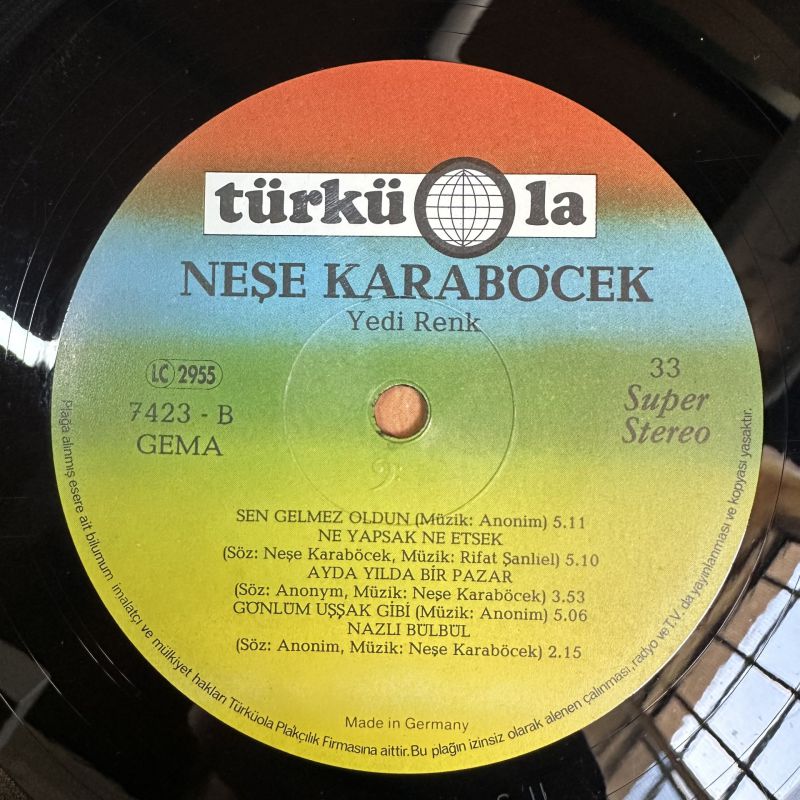 türküola
NEŞE KARABÖCEK
Yedi Renk
LC 2955
7423 - B
GEMA
33
Super
Stereo
SEN GELMEZ OLDUN (Müzik: Anonim) 5.11
NE YAPSAK NE ETSEK
(Söz: Neşe Karaböcek, Müzik: Rifat Şanlıel) 5.10
AYDA YILDA BİR PAZAR
(Söz: Anonym, Müzik: Neşe Karaböcek) 3.53
GÖNLÜM UŞŞAK GİBİ (Müzik: Anonim) 5.06
NAZLI BÜLBÜL
(Söz: Anonim, Müzik: Neşe Karaböcek) 2.15
Made in Germany
Plağa alınmış esere ait bilumum imalatçı ve mülkiyet hakları Türküola Plakçılık Firmasına aittir. Bu plağın izinsiz olarak alenen çalınması, radyo ve T.V. da yayınlanması ve kopyası yasaktır.